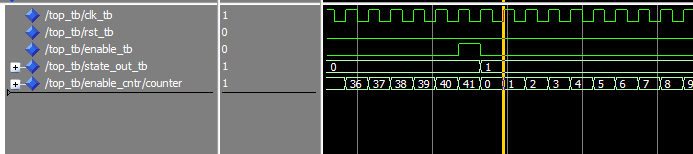 /top_tb/clk_tb 1
/top_tb/rst_tb 0
/top_tb/enable_tb 0
/top_tb/state_out_tb 1 0 1
/top_tb/enable_cntr/counter 1 36 37 38 39 40 41 0 1 2 3 4 5 6 7 8 9